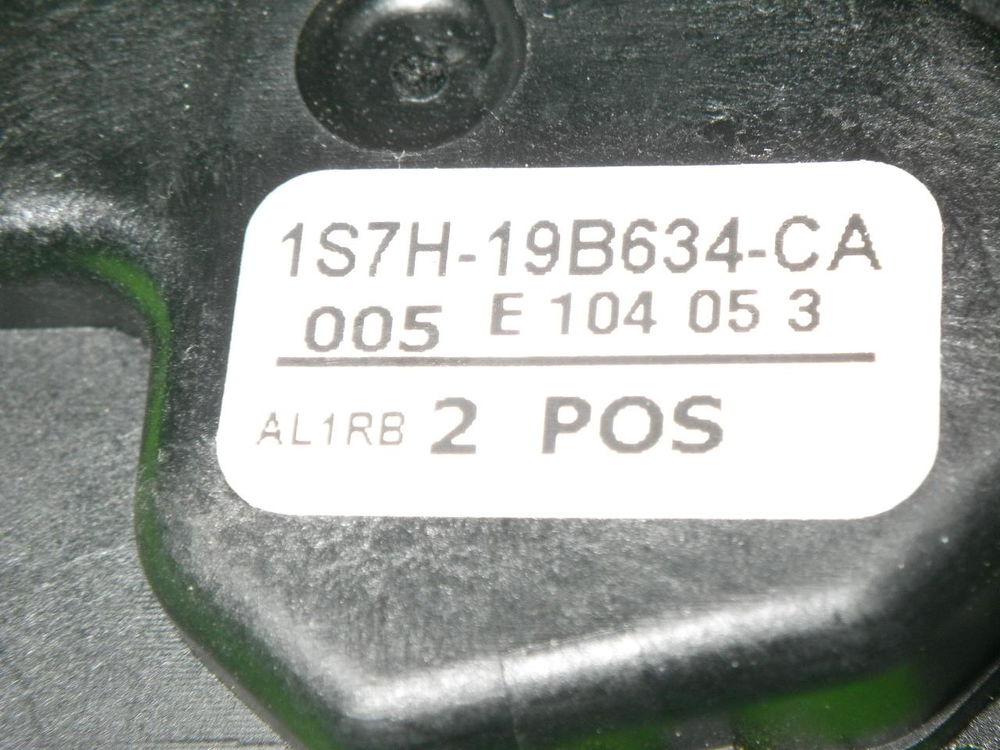 1S7H-19B634-CA
005 E 104 05 3
AL1RB 2 POS